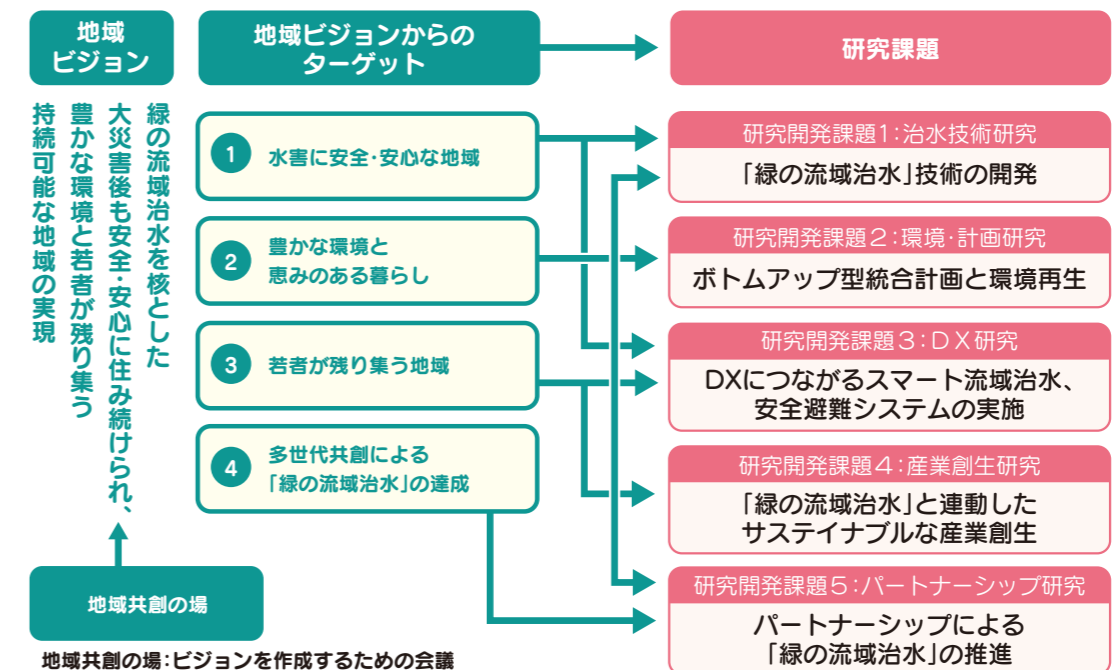 地域
ビジョン
地域ビジョンからの
ターゲット
研究課題
緑の流域治水を核とした
大災害後も安全・安心に住み続けられ、
豊かな環境と若者が残り集う
持続可能な地域の実現
1 水害に安全・安心な地域
2 豊かな環境と
恵みのある暮らし
3 若者が残り集う地域
4 多世代共創による
「緑の流域治水」の達成
地域共創の場
地域共創の場：ビジョンを作成するための会議
研究開発課題1：治水技術研究
「緑の流域治水」技術の開発
研究開発課題2：環境・計画研究
ボトムアップ型統合計画と環境再生
研究開発課題3：DX研究
DXにつながるスマート流域治水、
安全避難システムの実施
研究開発課題4：産業創生研究
「緑の流域治水」と連動した
サステイナブルな産業創生
研究開発課題5：パートナーシップ研究
パートナーシップによる
「緑の流域治水」の推進